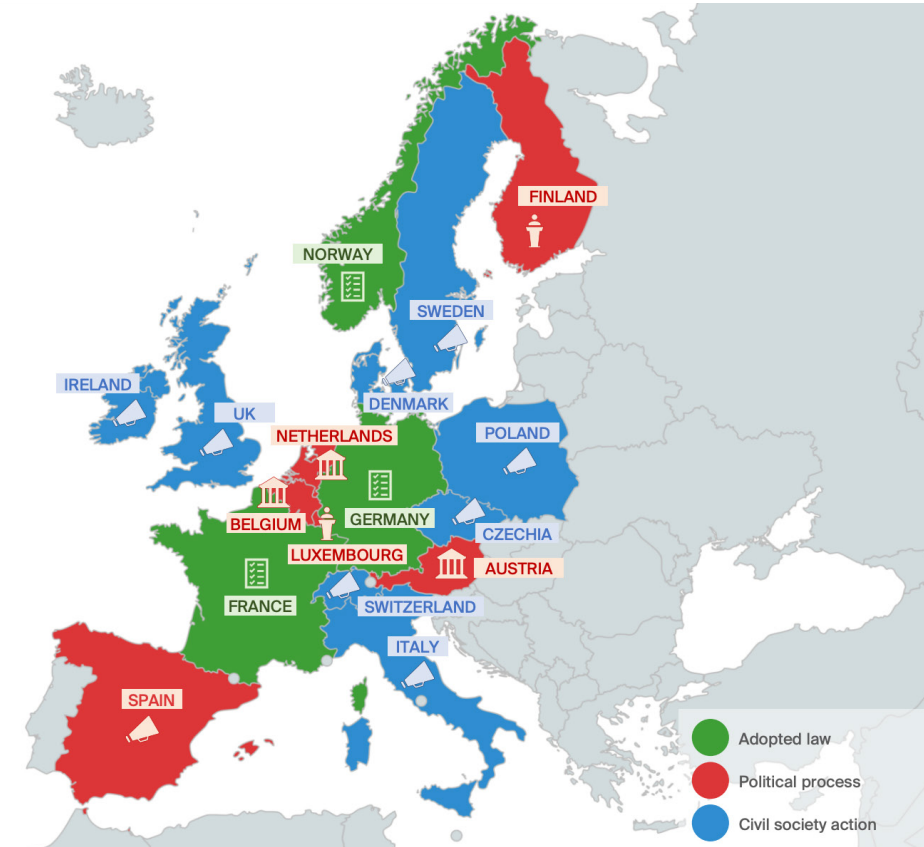 FINLAND
NORWAY
SWEDEN
IRELAND
UK
DENMARK
NETHERLANDS
POLAND
BELGIUM
GERMANY
CZECHIA
LUXEMBOURG
AUSTRIA
FRANCE
SWITZERLAND
ITALY
SPAIN
Adopted law
Political process
Civil society action